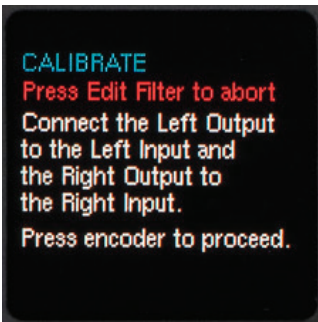 CALIBRATE
Press Edit Filter to abort
Connect the Left Output
to the Left Input and
the Right Output to
the Right Input.
Press encoder to proceed.